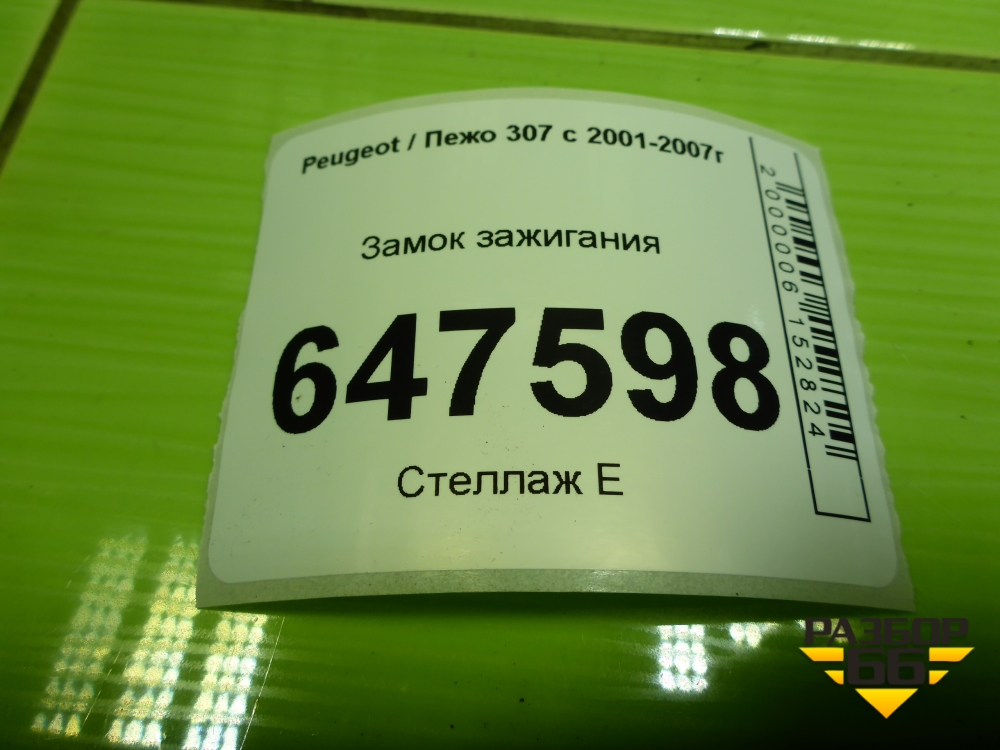 Peugeot / Пежо 307 с 2001-2007г
Замок зажигания
647598
Стеллаж Е
2000006152824
РАЗБОР
66